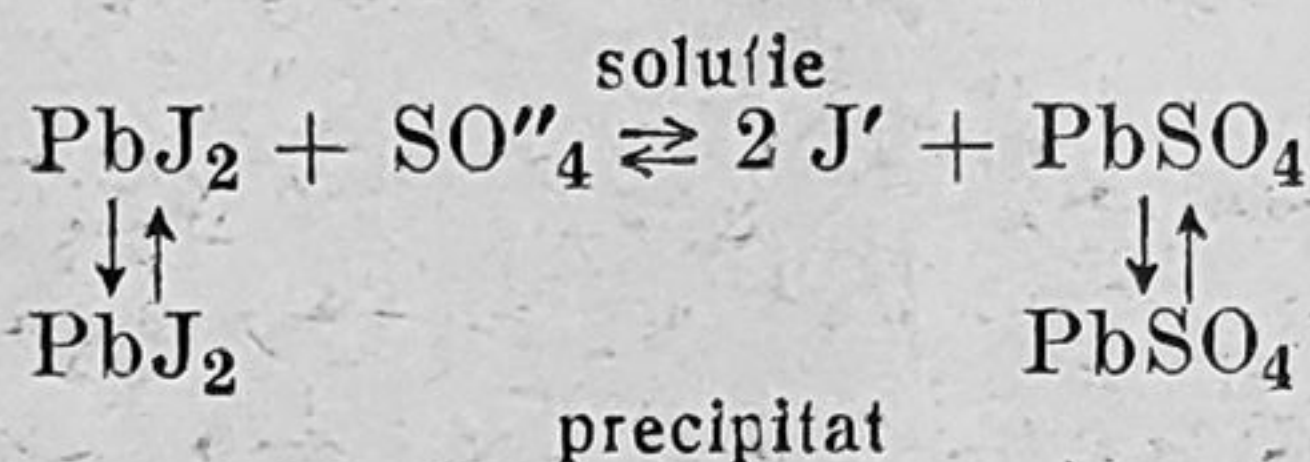 soluție
PbJ₂ + SO″₄ ⇄ 2 J′ + PbSO₄
↓↑ ↓↑
PbJ₂ PbSO₄
precipitat